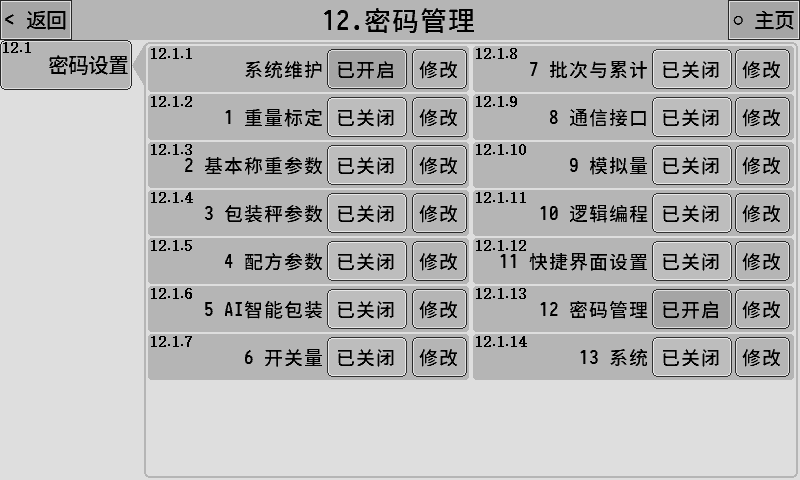 < 返回
12.密码管理
○ 主页
12.1
密码设置
12.1.1
系统维护 已开启 修改
12.1.2
1 重量标定 已关闭 修改
12.1.3
2 基本称重参数 已关闭 修改
12.1.4
3 包装秤参数 已关闭 修改
12.1.5
4 配方参数 已关闭 修改
12.1.6
5 AI智能包装 已关闭 修改
12.1.7
6 开关量 已关闭 修改
12.1.8
7 批次与累计 已关闭 修改
12.1.9
8 通信接口 已关闭 修改
12.1.10
9 模拟量 已关闭 修改
12.1.11
10 逻辑编程 已关闭 修改
12.1.12
11 快捷界面设置 已关闭 修改
12.1.13
12 密码管理 已开启 修改
12.1.14
13 系统 已关闭 修改